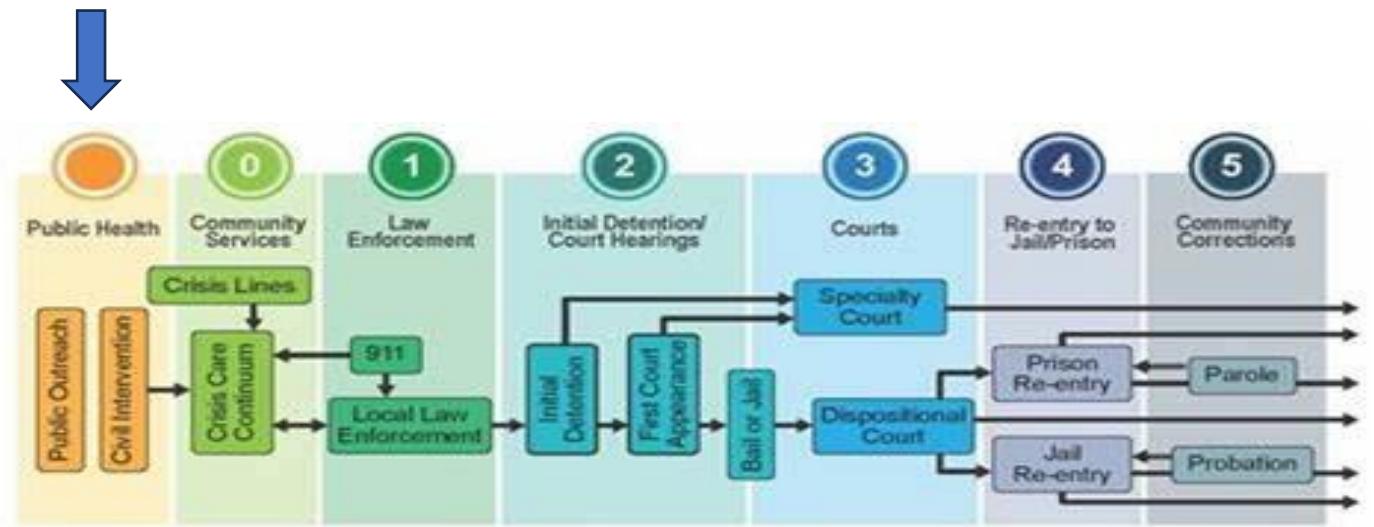 0
1
2
3
4
5
Public Health
Community
Services
Law
Enforcement
Initial Detention/
Court Hearings
Courts
Re-entry to
Jail/Prison
Community
Corrections
Public Outreach
Civil Intervention
Crisis Lines
Crisis Care
Continuum
911
Local Law
Enforcement
Initial
Detention
First Court
Appearance
Bail or Jail
Specialty
Court
Dispositional
Court
Prison
Re-entry
Jail
Re-entry
Parole
Probation